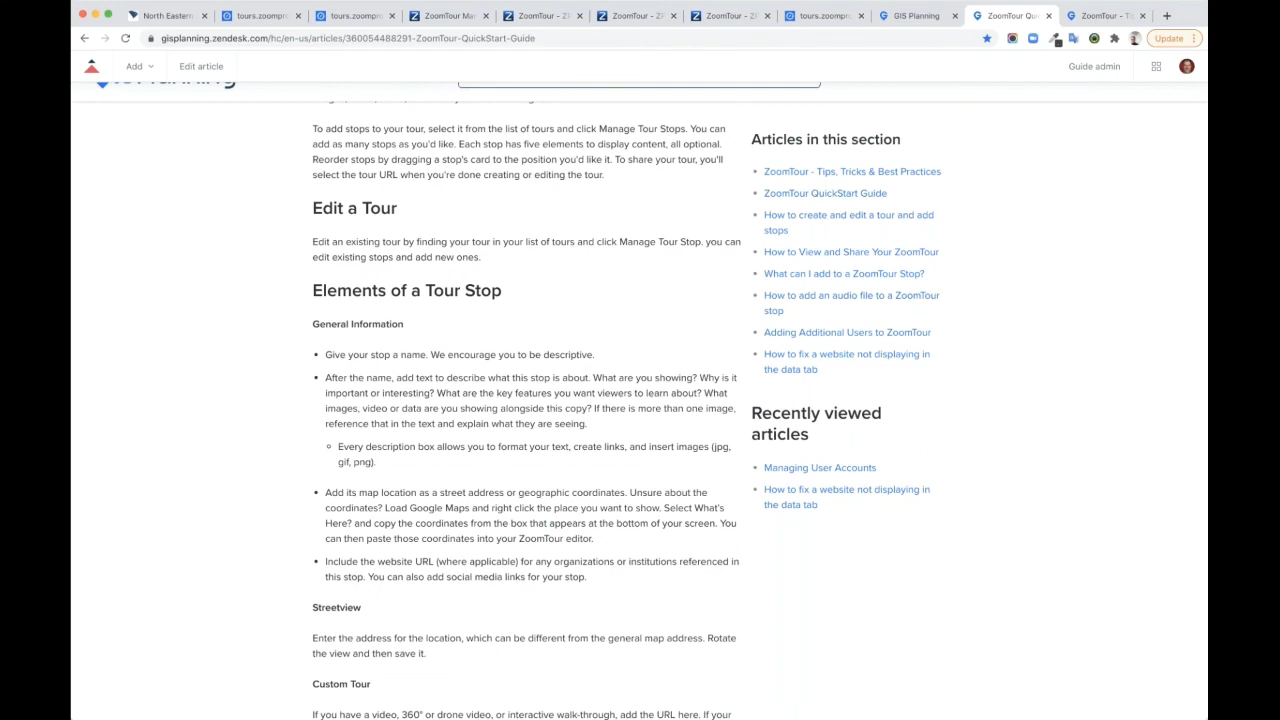 North Eastern
tours.zoompro
tours.zoompro
ZoomTour Ma
ZoomTour - Z
ZoomTour - Z
ZoomTour - Z
tours.zoompro
GIS Planning
ZoomTour Qui
ZoomTour - Ti
gisplanning.zendesk.com/hc/en-us/articles/360054488291-ZoomTour-QuickStart-Guide
Update
Add
Edit article
Guide admin
To add stops to your tour, select it from the list of tours and click Manage Tour Stops. You can
add as many stops as you'd like. Each stop has five elements to display content, all optional.
Reorder stops by dragging a stop's card to the position you'd like it. To share your tour, you'll
select the tour URL when you're done creating or editing the tour.
Edit a Tour
Edit an existing tour by finding your tour in your list of tours and click Manage Tour Stop. you can
edit existing stops and add new ones.
Elements of a Tour Stop
General Information
Give your stop a name. We encourage you to be descriptive.
After the name, add text to describe what this stop is about. What are you showing? Why is it
important or interesting? What are the key features you want viewers to learn about? What
images, video or data are you showing alongside this copy? If there is more than one image,
reference that in the text and explain what they are seeing.
Every description box allows you to format your text, create links, and insert images (jpg,
gif, png).
Add its map location as a street address or geographic coordinates. Unsure about the
coordinates? Load Google Maps and right click the place you want to show. Select What's
Here? and copy the coordinates from the box that appears at the bottom of your screen. You
can then paste those coordinates into your ZoomTour editor.
Include the website URL (where applicable) for any organizations or institutions referenced in
this stop. You can also add social media links for your stop.
Streetview
Enter the address for the location, which can be different from the general map address. Rotate
the view and then save it.
Custom Tour
If you have a video, 360° or drone video, or interactive walk-through, add the URL here. If your
Articles in this section
ZoomTour - Tips, Tricks & Best Practices
ZoomTour QuickStart Guide
How to create and edit a tour and add
stops
How to View and Share Your ZoomTour
What can I add to a ZoomTour Stop?
How to add an audio file to a ZoomTour
stop
Adding Additional Users to ZoomTour
How to fix a website not displaying in
the data tab
Recently viewed
articles
Managing User Accounts
How to fix a website not displaying in
the data tab